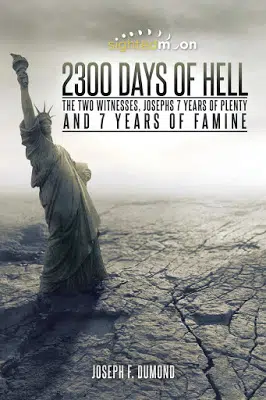 sightedmoon
2300 DAYS OF HELL
THE TWO WITNESSES, JOSEPHS 7 YEARS OF PLENTY
AND 7 YEARS OF FAMINE
JOSEPH F. DUMOND